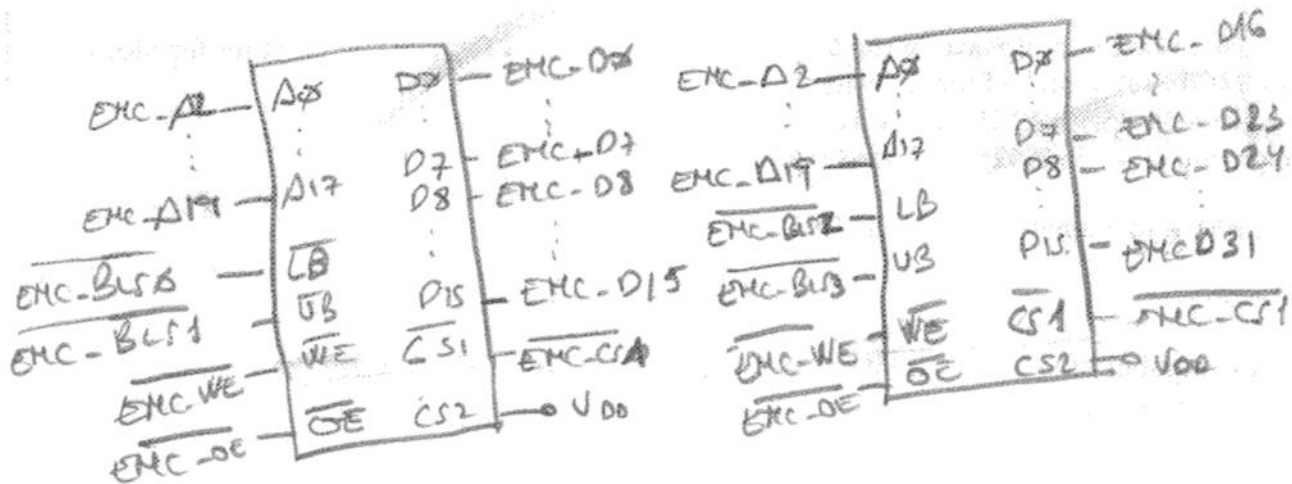 EMC-A2 A0 D0 EMC-D0
A17 D7 EMC-D7
EMC-A19 D8 EMC-D8
EMC-BLS0 LB
EMC-BLS1 UB D15 EMC-D15
EMC-WE WE CS1 EMC-CS1
EMC-OE OE CS2 VDD
EMC-A2 A0 D0 EMC-D16
A17 D7 EMC-D23
EMC-A19 D8 EMC-D24
EMC-BLS2 LB
EMC-BLS3 UB D15 EMCD31
EMC-WE WE CS1 EMC-CS1
EMC-OE OE CS2 VDD